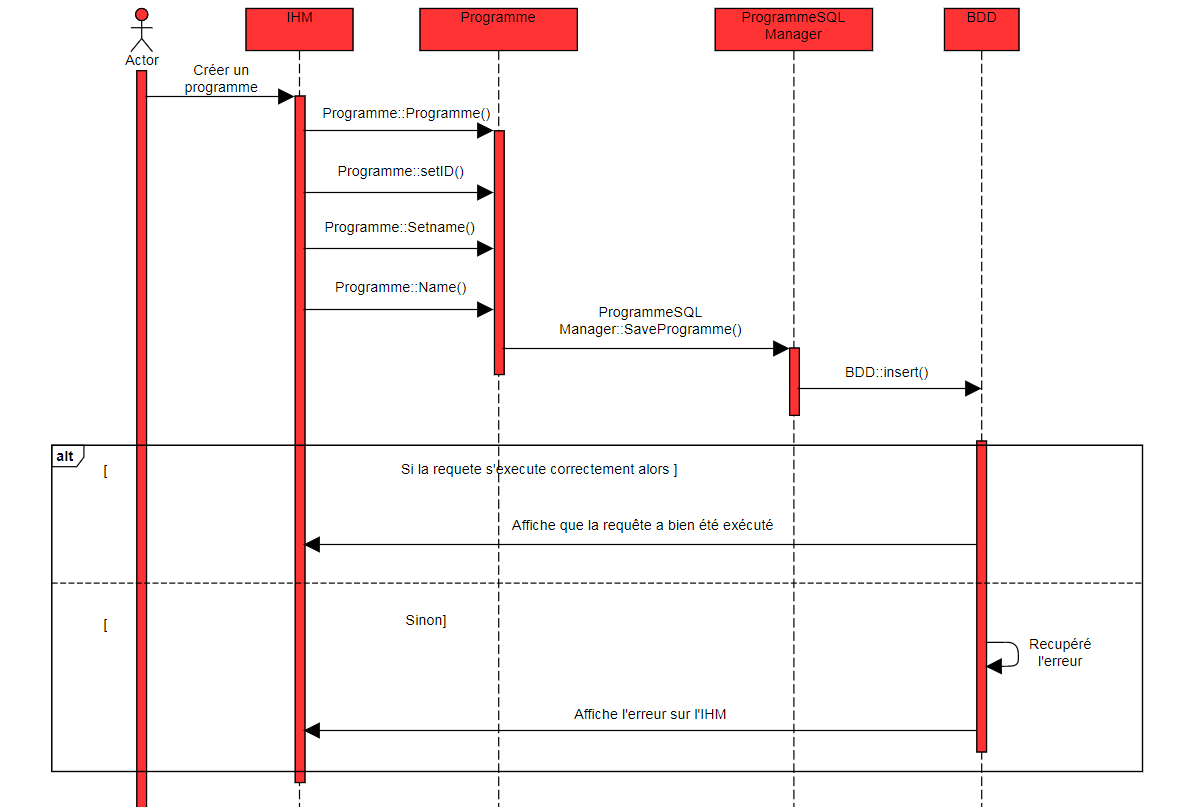 IHM
Programme
ProgrammeSQL
Manager
BDD
Actor
Créer un
programme
Programme::Programme()
Programme::setID()
Programme::Setname()
Programme::Name()
ProgrammeSQL
Manager::SaveProgramme()
BDD::insert()
alt
[ Si la requete s'execute correctement alors ]
Affiche que la requête a bien été exécuté
[ Sinon]
Recupéré
l'erreur
Affiche l'erreur sur l'IHM